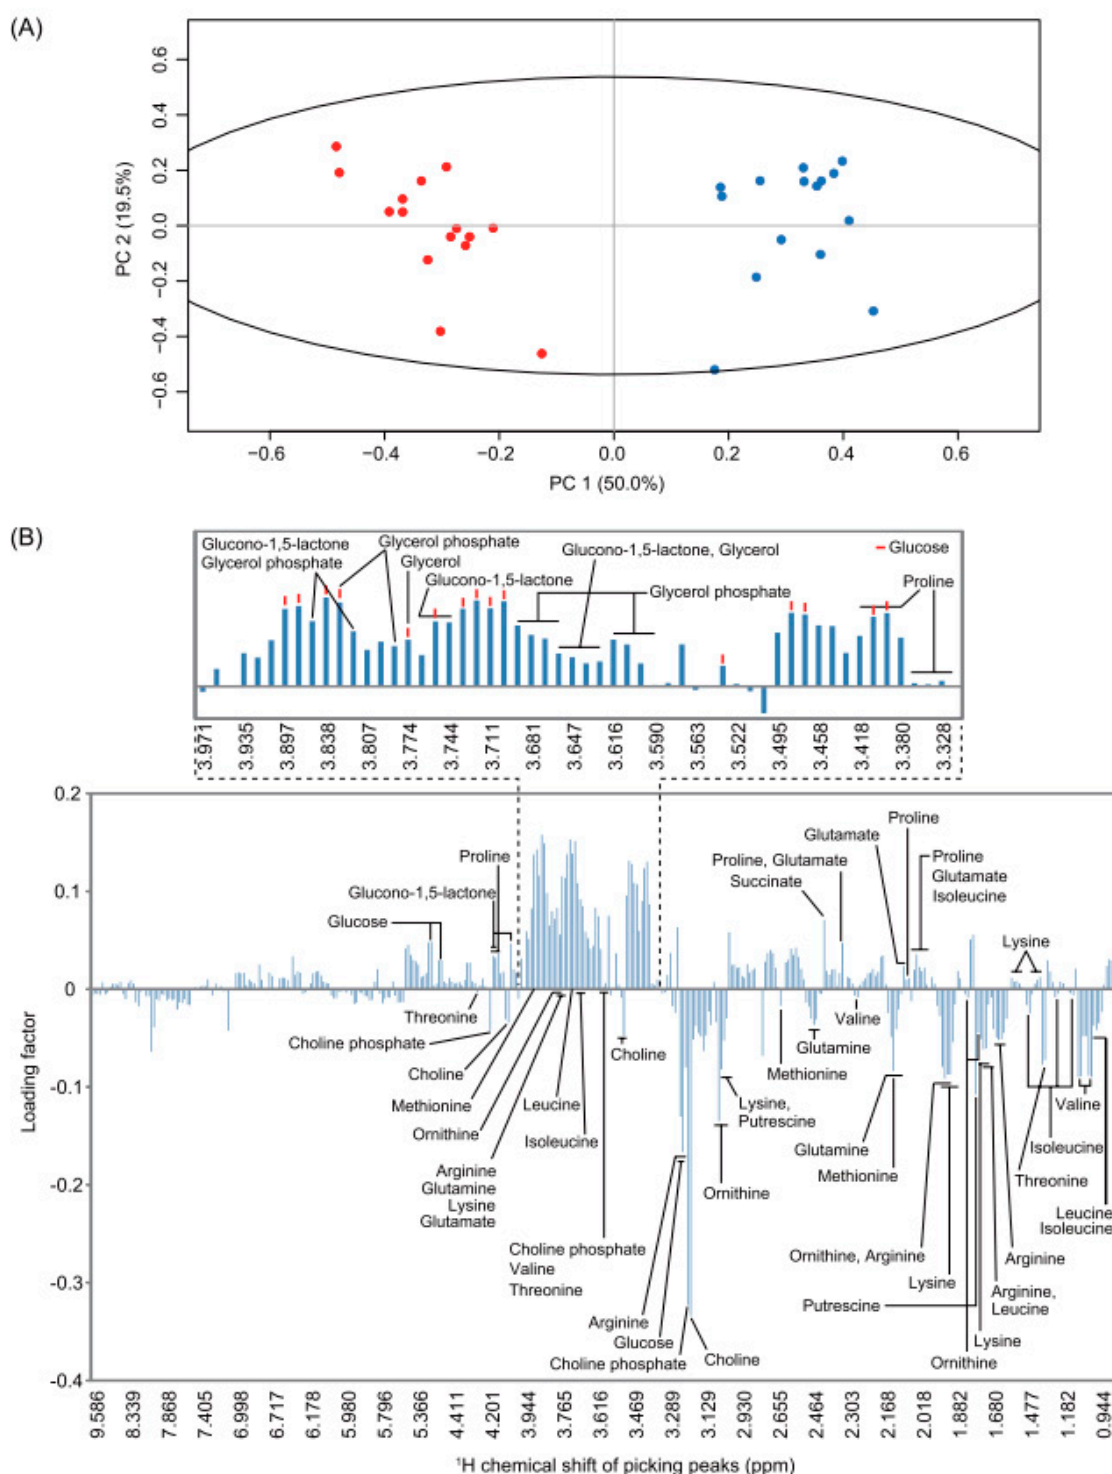 (A)
0.6
0.4
0.2
0.0
−0.2
−0.4
−0.6
PC 2 (19.5%)
−0.6
−0.4
−0.2
0.0
0.2
0.4
0.6
PC 1 (50.0%)
(B)
Glucono-1,5-lactone
Glycerol phosphate
Glycerol phosphate
Glycerol
Glucono-1,5-lactone
Glucono-1,5-lactone, Glycerol
Glycerol phosphate
Glucose
Proline
3.971
3.935
3.897
3.838
3.807
3.774
3.744
3.711
3.681
3.647
3.616
3.590
3.563
3.522
3.495
3.458
3.418
3.380
3.328
0.2
0.1
0
-0.1
-0.2
-0.3
-0.4
Loading factor
Proline
Glucono-1,5-lactone
Glucose
Threonine
Choline phosphate
Choline
Methionine
Ornithine
Arginine
Glutamine
Lysine
Glutamate
Leucine
Isoleucine
Choline phosphate
Valine
Threonine
Choline
Arginine
Glucose
Choline phosphate
Choline
Ornithine
Lysine,
Putrescine
Methionine
Glutamine
Valine
Proline, Glutamate
Succinate
Glutamate
Proline
Proline
Glutamate
Isoleucine
Lysine
Glutamine
Methionine
Ornithine, Arginine
Lysine
Putrescine
Ornithine
Lysine
Arginine,
Leucine
Arginine
Threonine
Isoleucine
Valine
Leucine
Isoleucine
9.586
8.339
7.868
7.405
6.998
6.717
6.178
5.980
5.796
5.366
4.411
4.201
3.944
3.765
3.616
3.469
3.289
3.129
2.930
2.655
2.464
2.303
2.168
2.018
1.882
1.680
1.477
1.182
0.944
¹H chemical shift of picking peaks (ppm)